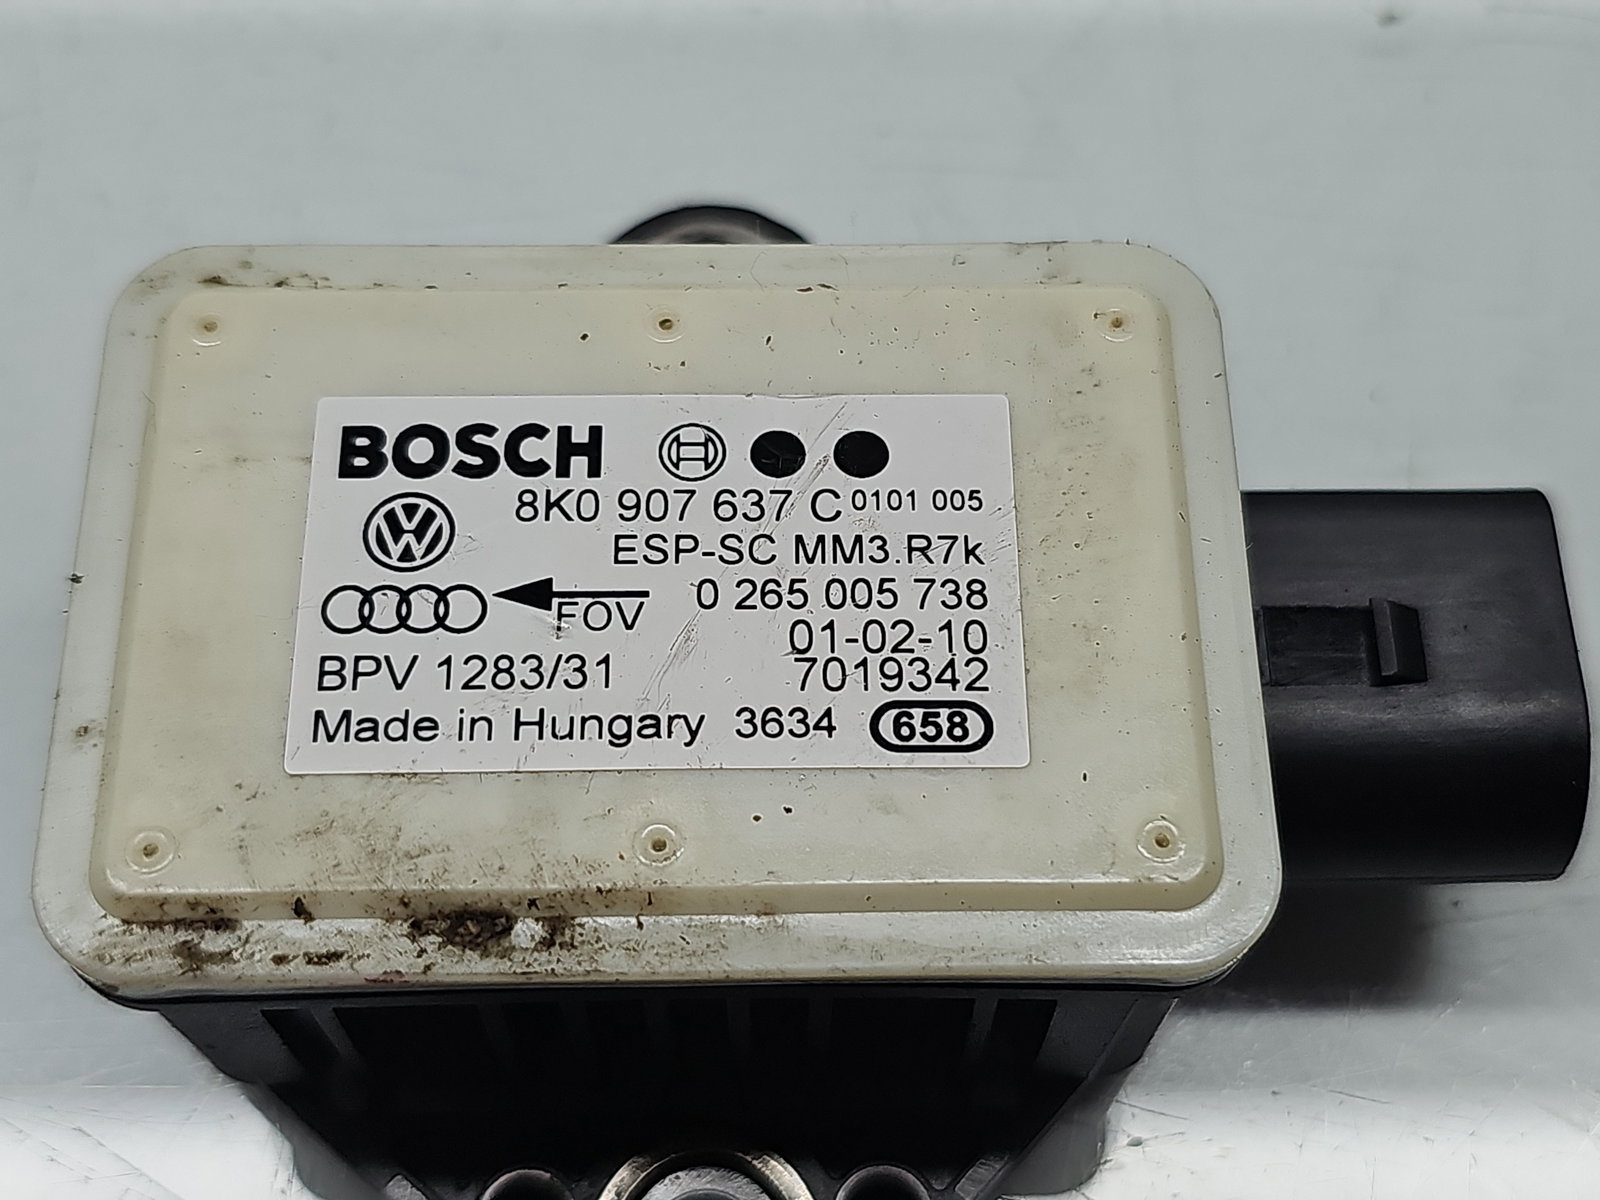 BOSCH
8K0 907 637 C 0101 005
ESP-SC MM3.R7k
FOV 0 265 005 738
01-02-10
BPV 1283/31 7019342
Made in Hungary 3634 658